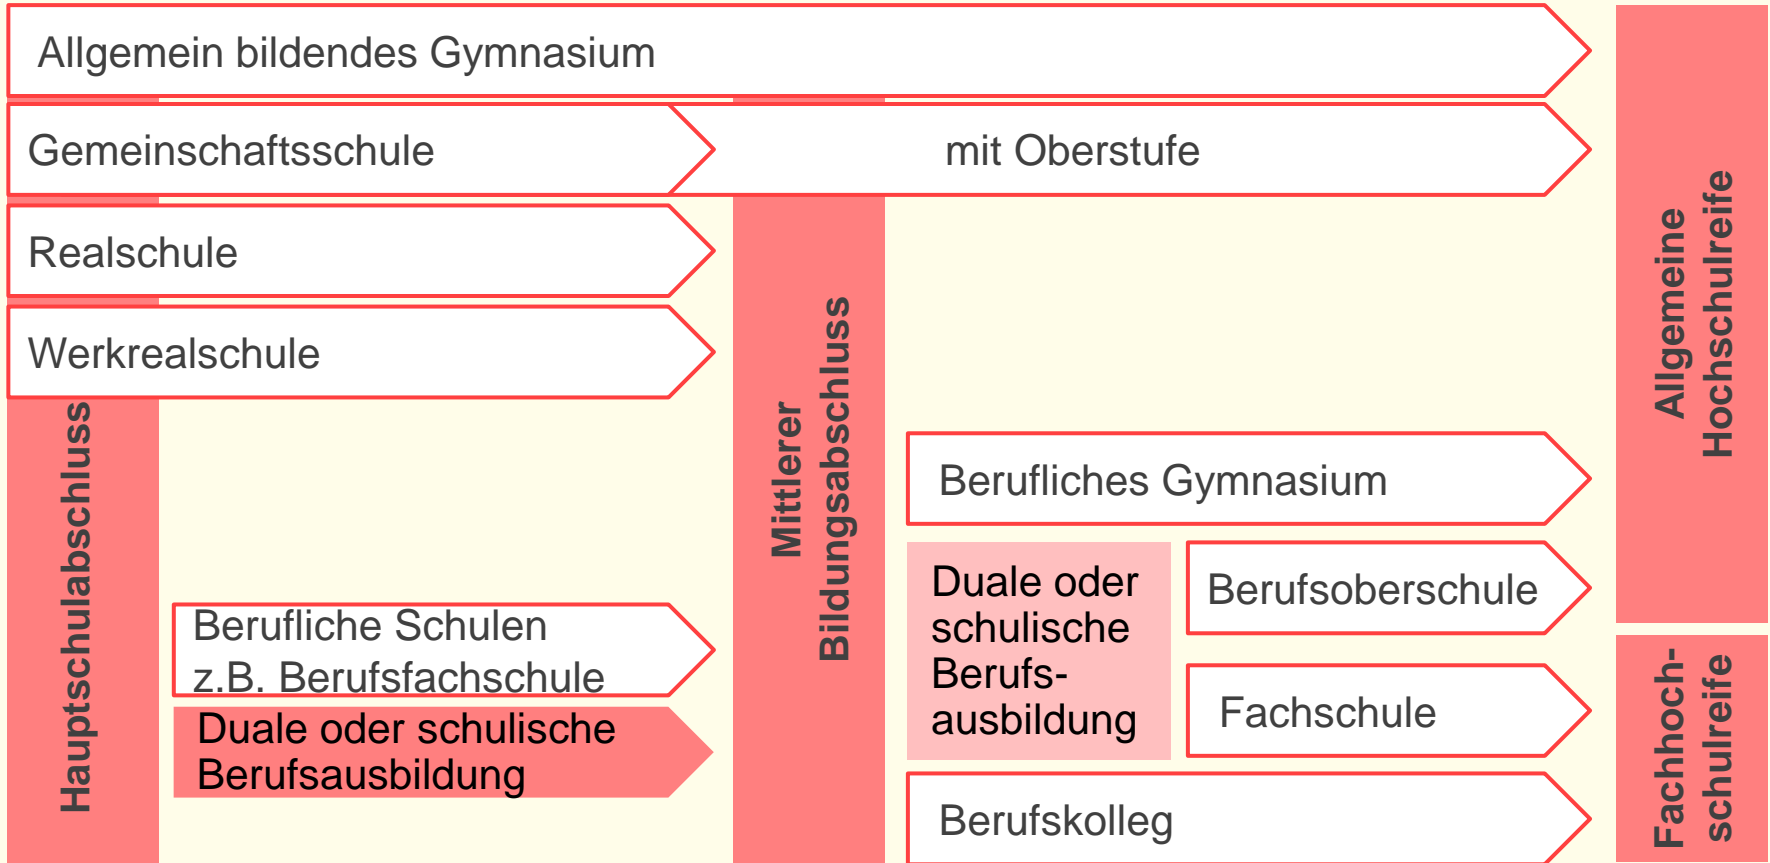 Allgemein bildendes Gymnasium
Gemeinschaftsschule
mit Oberstufe
Realschule
Werkrealschule
Hauptschulabschluss
Berufliche Schulen
z.B. Berufsfachschule
Duale oder schulische
Berufsausbildung
Mittlerer
Bildungsabschluss
Berufliches Gymnasium
Duale oder
schulische
Berufs-
ausbildung
Berufsoberschule
Fachschule
Berufskolleg
Allgemeine
Hochschulreife
Fachhoch-
schulreife